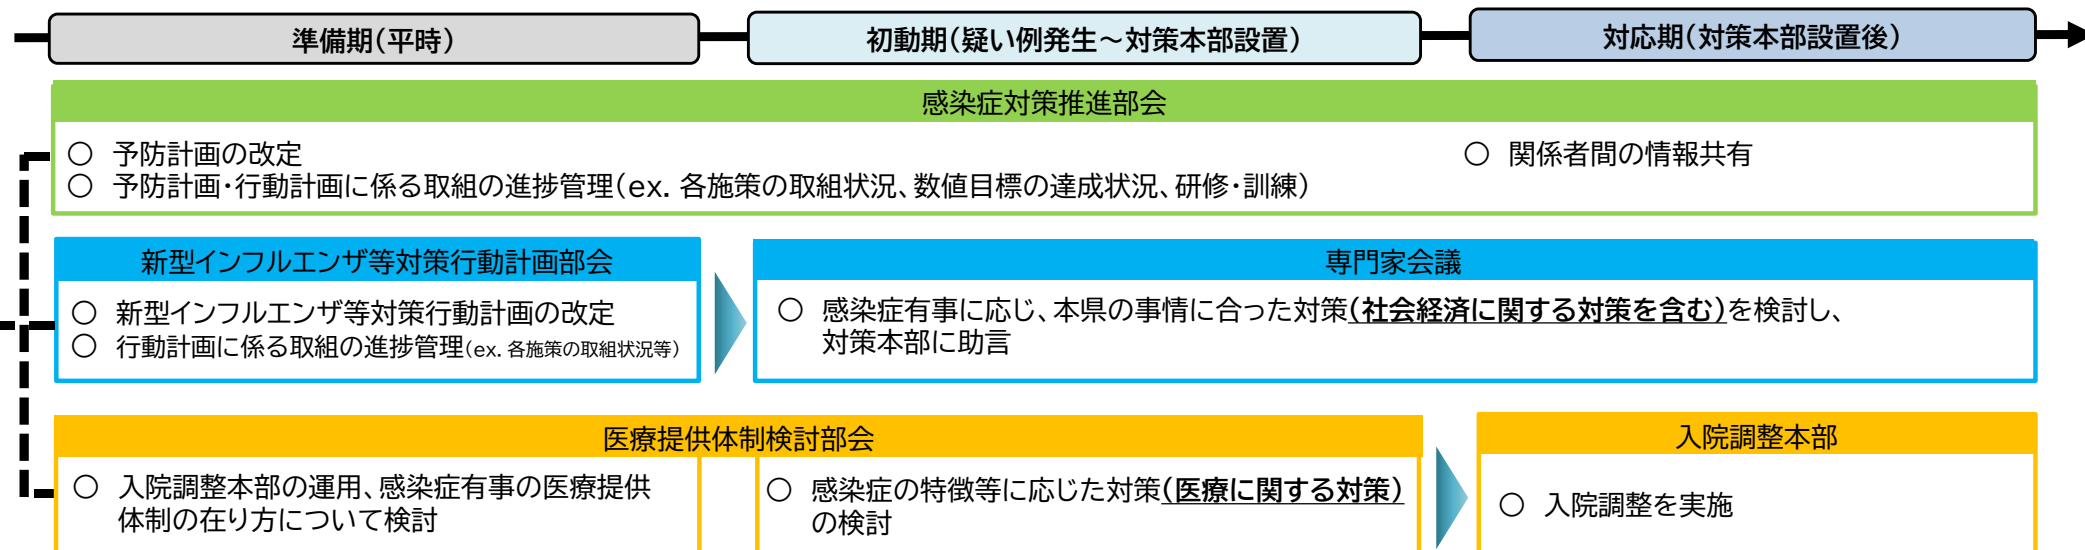 準備期(平時)
初動期(疑い例発生～対策本部設置)
対応期(対策本部設置後)
感染症対策推進部会
○ 予防計画の改定
○ 関係者間の情報共有
○ 予防計画・行動計画に係る取組の進捗管理(ex. 各施策の取組状況、数値目標の達成状況、研修・訓練)
新型インフルエンザ等対策行動計画部会
○ 新型インフルエンザ等対策行動計画の改定
○ 行動計画に係る取組の進捗管理(ex. 各施策の取組状況等)
専門家会議
○ 感染症有事に応じ、本県の事情に合った対策(社会経済に関する対策を含む)を検討し、
対策本部に助言
医療提供体制検討部会
○ 入院調整本部の運用、感染症有事の医療提供
体制の在り方について検討
○ 感染症の特徴等に応じた対策(医療に関する対策)
の検討
入院調整本部
○ 入院調整を実施